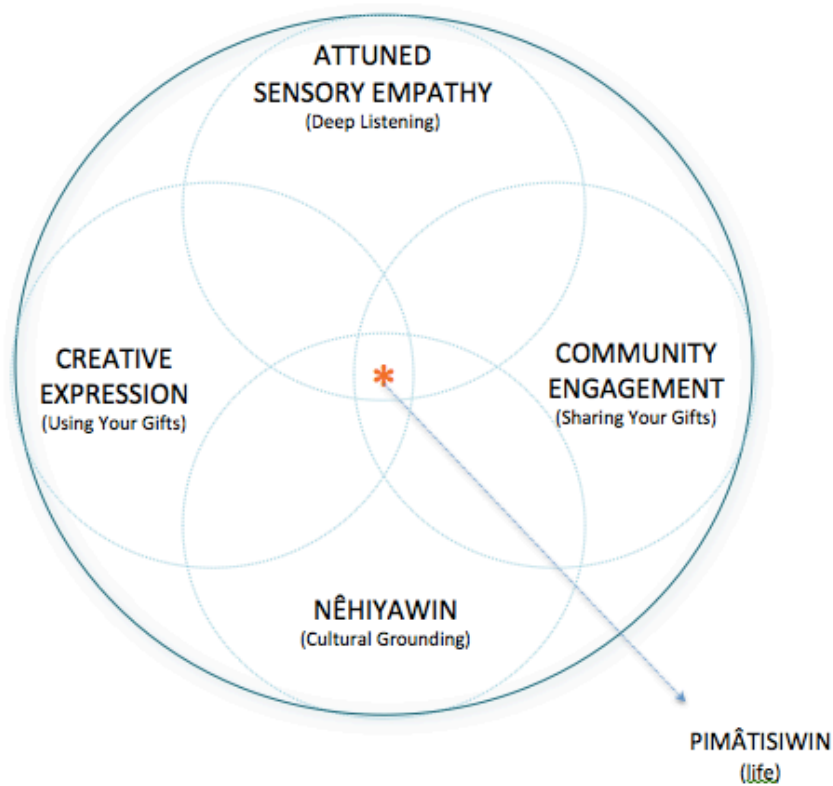 ATTUNED
SENSORY EMPATHY
(Deep Listening)
CREATIVE
EXPRESSION
(Using Your Gifts)
COMMUNITY
ENGAGEMENT
(Sharing Your Gifts)
*
NÊHIYAWIN
(Cultural Grounding)
PIMÂTISIWIN
(life)